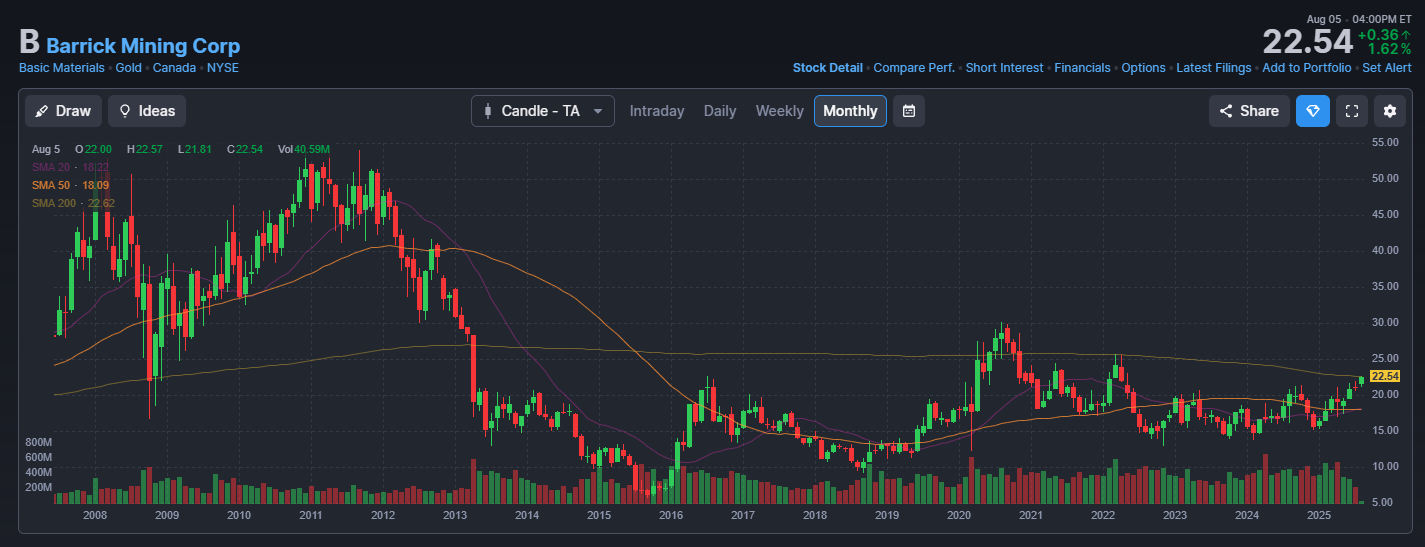 Aug 05 • 04:00PM ET
B Barrick Mining Corp 22.54 +0.36↑ 1.62%
Basic Materials • Gold • Canada • NYSE
Stock Detail • Compare Perf. • Short Interest • Financials • Options • Latest Filings • Add to Portfolio • Set Alert
Draw Ideas Candle - TA Intraday Daily Weekly Monthly Share
Aug 5 O22.00 H22.57 L21.81 C22.54 Vol40.59M
SMA 20 · 18.22
SMA 50 · 18.09
SMA 200 · 22.62
55.00
50.00
45.00
40.00
35.00
30.00
25.00
22.54
20.00
15.00
10.00
5.00
800M
600M
400M
200M
2008 2009 2010 2011 2012 2013 2014 2015 2016 2017 2018 2019 2020 2021 2022 2023 2024 2025